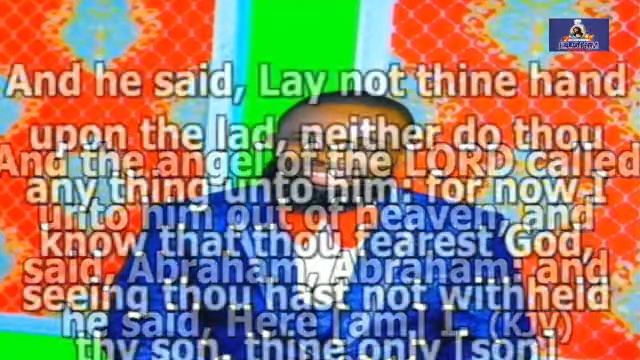 And he said, Lay not thine hand
upon the lad, neither do thou
And the angel of the LORD called
any thing unto him: for now I
unto him out of heaven, and
know that thou fearest God,
said, Abraham, Abraham: and
seeing thou hast not withheld
he said, Here [am] I. (KJV)
thy son, thine only [son]